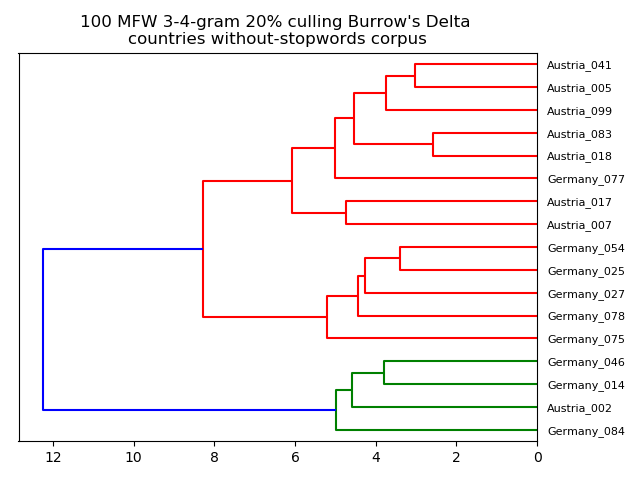 100 MFW 3-4-gram 20% culling Burrow's Delta
countries without-stopwords corpus
Austria_041
Austria_005
Austria_099
Austria_083
Austria_018
Germany_077
Austria_017
Austria_007
Germany_054
Germany_025
Germany_027
Germany_078
Germany_075
Germany_046
Germany_014
Austria_002
Germany_084
12 10 8 6 4 2 0